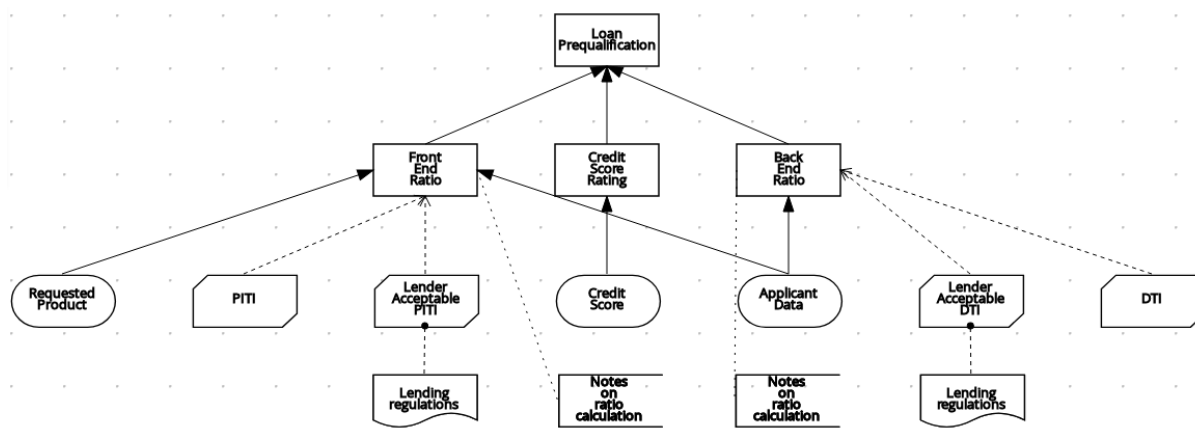 Loan
Prequalification
Front
End
Ratio
Credit
Score
Rating
Back
End
Ratio
Requested
Product
PITI
Lender
Acceptable
PITI
Credit
Score
Applicant
Data
Lender
Acceptable
DTI
DTI
Lending
regulations
Notes
on
ratio
calculation
Notes
on
ratio
calculation
Lending
regulations